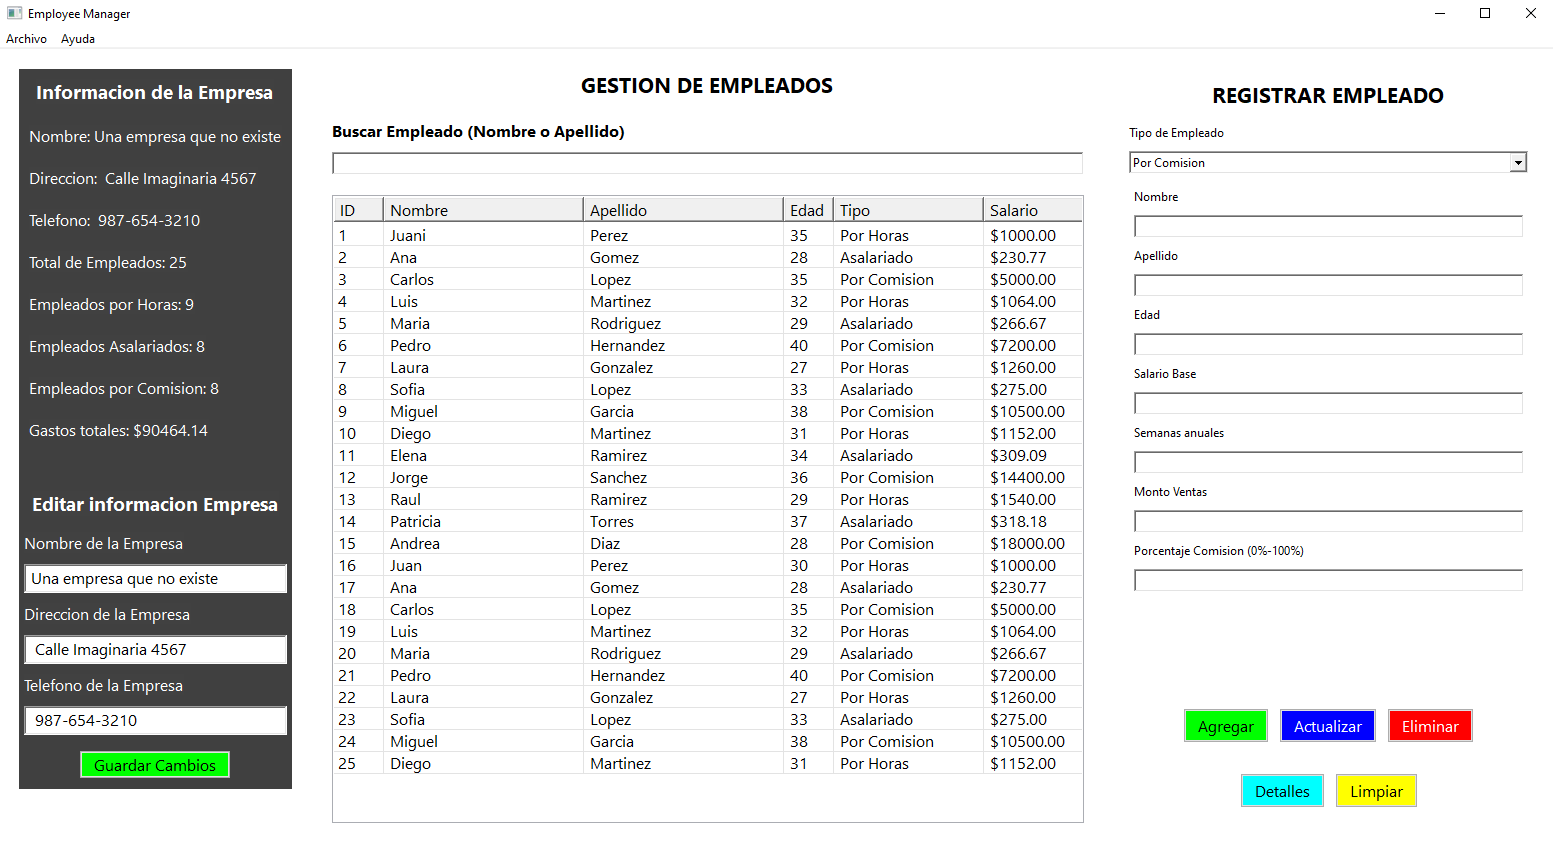 Employee Manager
Archivo Ayuda
Informacion de la Empresa
Nombre: Una empresa que no existe
Direccion: Calle Imaginaria 4567
Telefono: 987-654-3210
Total de Empleados: 25
Empleados por Horas: 9
Empleados Asalariados: 8
Empleados por Comision: 8
Gastos totales: $90464.14
Editar informacion Empresa
Nombre de la Empresa
Una empresa que no existe
Direccion de la Empresa
Calle Imaginaria 4567
Telefono de la Empresa
987-654-3210
Guardar Cambios
GESTION DE EMPLEADOS
Buscar Empleado (Nombre o Apellido)
ID Nombre Apellido Edad Tipo Salario
1 Juani Perez 35 Por Horas $1000.00
2 Ana Gomez 28 Asalariado $230.77
3 Carlos Lopez 35 Por Comision $5000.00
4 Luis Martinez 32 Por Horas $1064.00
5 Maria Rodriguez 29 Asalariado $266.67
6 Pedro Hernandez 40 Por Comision $7200.00
7 Laura Gonzalez 27 Por Horas $1260.00
8 Sofia Lopez 33 Asalariado $275.00
9 Miguel Garcia 38 Por Comision $10500.00
10 Diego Martinez 31 Por Horas $1152.00
11 Elena Ramirez 34 Asalariado $309.09
12 Jorge Sanchez 36 Por Comision $14400.00
13 Raul Ramirez 29 Por Horas $1540.00
14 Patricia Torres 37 Asalariado $318.18
15 Andrea Diaz 28 Por Comision $18000.00
16 Juan Perez 30 Por Horas $1000.00
17 Ana Gomez 28 Asalariado $230.77
18 Carlos Lopez 35 Por Comision $5000.00
19 Luis Martinez 32 Por Horas $1064.00
20 Maria Rodriguez 29 Asalariado $266.67
21 Pedro Hernandez 40 Por Comision $7200.00
22 Laura Gonzalez 27 Por Horas $1260.00
23 Sofia Lopez 33 Asalariado $275.00
24 Miguel Garcia 38 Por Comision $10500.00
25 Diego Martinez 31 Por Horas $1152.00
REGISTRAR EMPLEADO
Tipo de Empleado
Por Comision
Nombre
Apellido
Edad
Salario Base
Semanas anuales
Monto Ventas
Porcentaje Comision (0%-100%)
Agregar Actualizar Eliminar
Detalles Limpiar